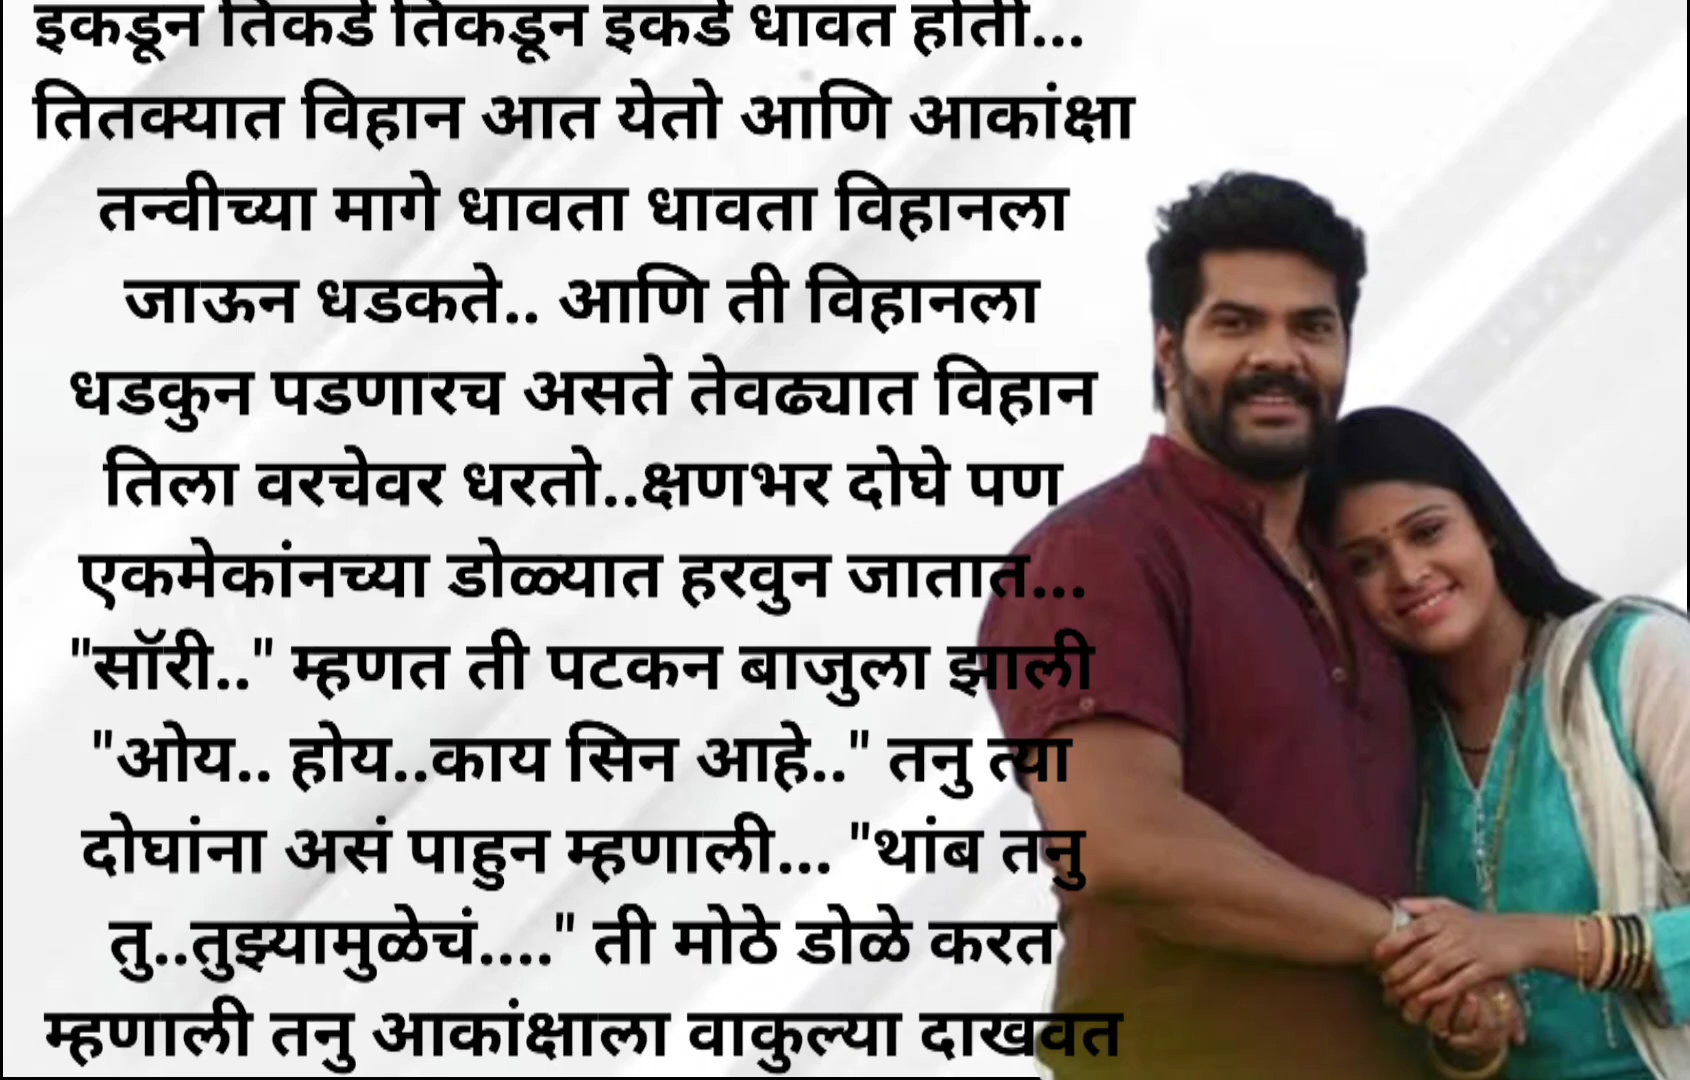 इकडून तिकडे तिकडून इकडे धावत होती...
तितक्यात विहान आत येतो आणि आकांक्षा
तन्वीच्या मागे धावता धावता विहानला
जाऊन धडकते.. आणि ती विहानला
धडकुन पडणारच असते तेवढ्यात विहान
तिला वरचेवर धरतो..क्षणभर दोघे पण
एकमेकांनच्या डोळ्यात हरवुन जातात...
"सॉरी.." म्हणत ती पटकन बाजुला झाली
"ओय.. होय..काय सिन आहे.." तनु त्या
दोघांना असं पाहुन म्हणाली... "थांब तनु
तु..तुझ्यामुळेचं...." ती मोठे डोळे करत
म्हणाली तनु आकांक्षाला वाकुल्या दाखवत